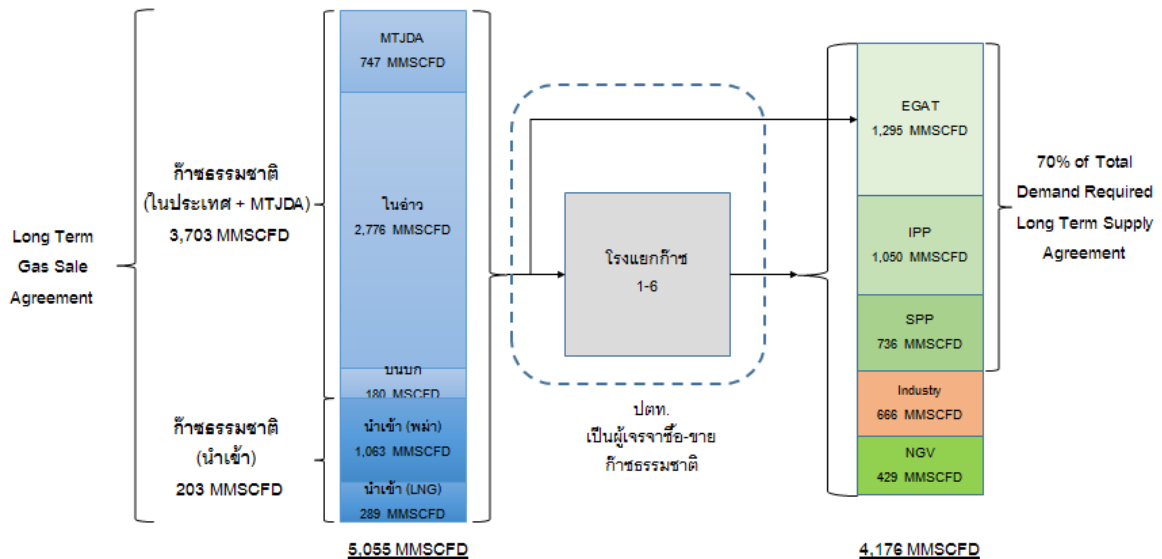 Long Term
Gas Sale
Agreement
ก๊าซธรรมชาติ
(ในประเทศ + MTJDA)
3,703 MMSCFD
ก๊าซธรรมชาติ
(นำเข้า)
203 MMSCFD
MTJDA
747 MMSCFD
ในอ่าว
2,776 MMSCFD
บนบก
180 MSCFD
นำเข้า (พม่า)
1,063 MMSCFD
นำเข้า (LNG)
289 MMSCFD
5,055 MMSCFD
โรงแยกก๊าซ
1-6
ปตท.
เป็นผู้เจรจาซื้อ-ขาย
ก๊าซธรรมชาติ
EGAT
1,295 MMSCFD
IPP
1,050 MMSCFD
SPP
736 MMSCFD
Industry
666 MMSCFD
NGV
429 MMSCFD
4,176 MMSCFD
70% of Total
Demand Required
Long Term Supply
Agreement